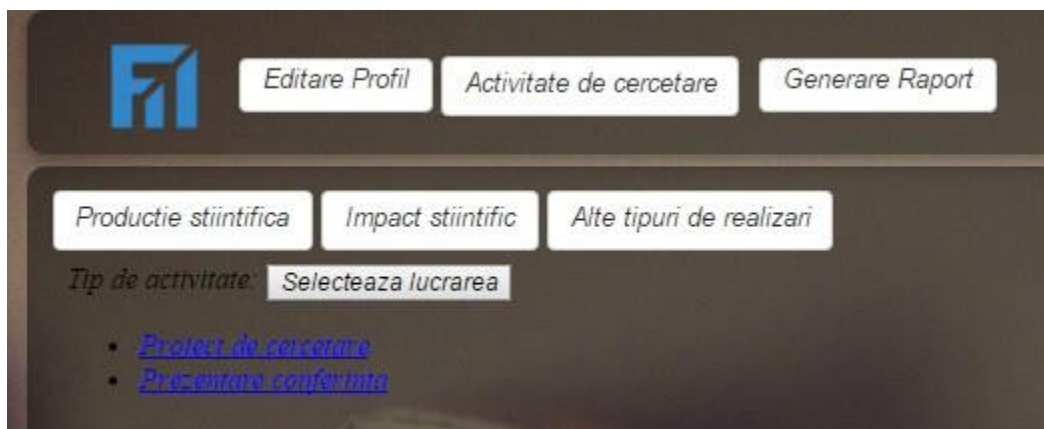 Editare Profil Activitate de cercetare Generare Raport
Productie stiintifica Impact stiintific Alte tipuri de realizari
Tip de activitate: Selecteaza lucrarea
Proiect de cercetare
Prezentare conferinta